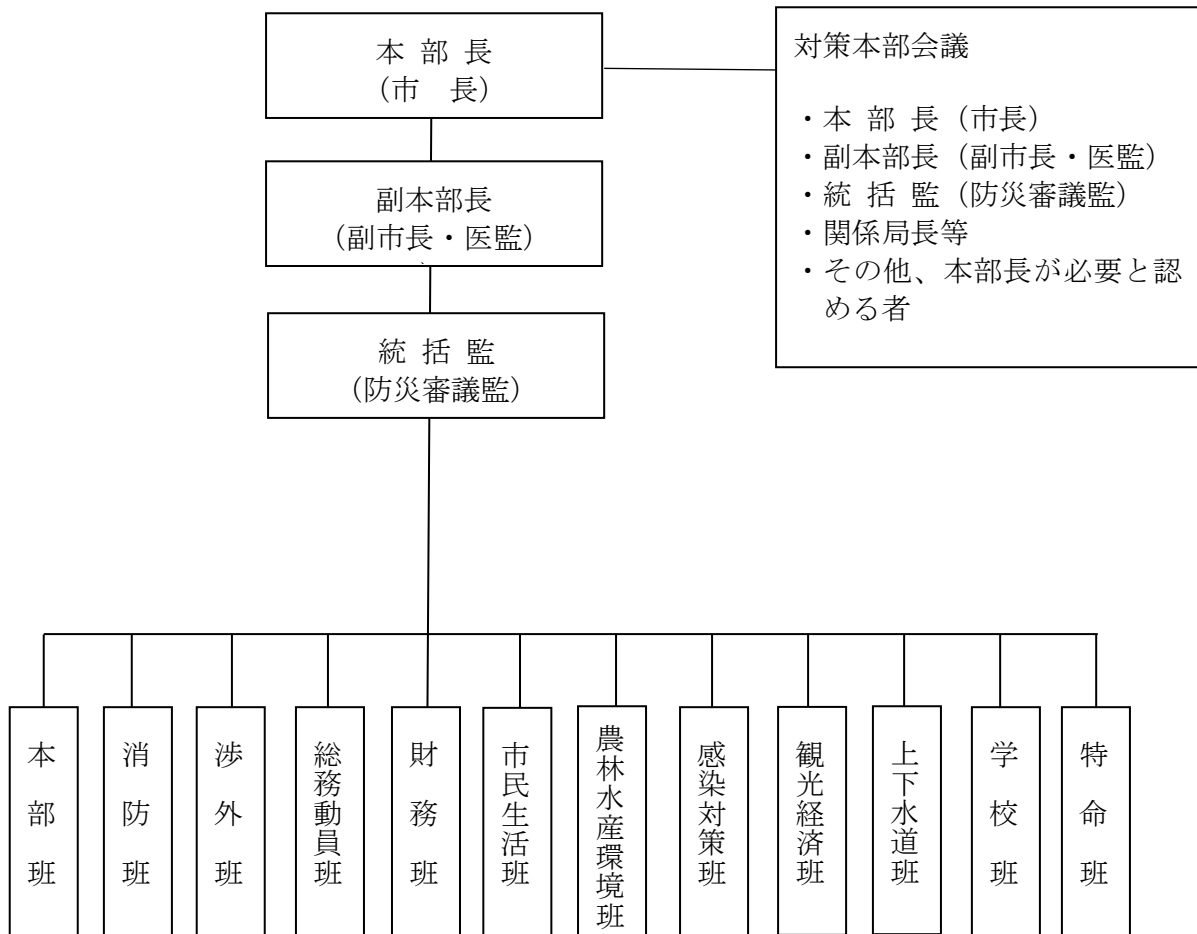 本 部 長
（市　長）
副本部長
（副市長・医監）
統 括 監
（防災審議監）
対策本部会議
・本 部 長（市長）
・副本部長（副市長・医監）
・統 括 監（防災審議監）
・関係局長等
・その他、本部長が必要と認
める者
本部班
消防班
渉外班
総務動員班
財務班
市民生活班
農林水産環境班
感染対策班
観光経済班
上下水道班
学校班
特命班